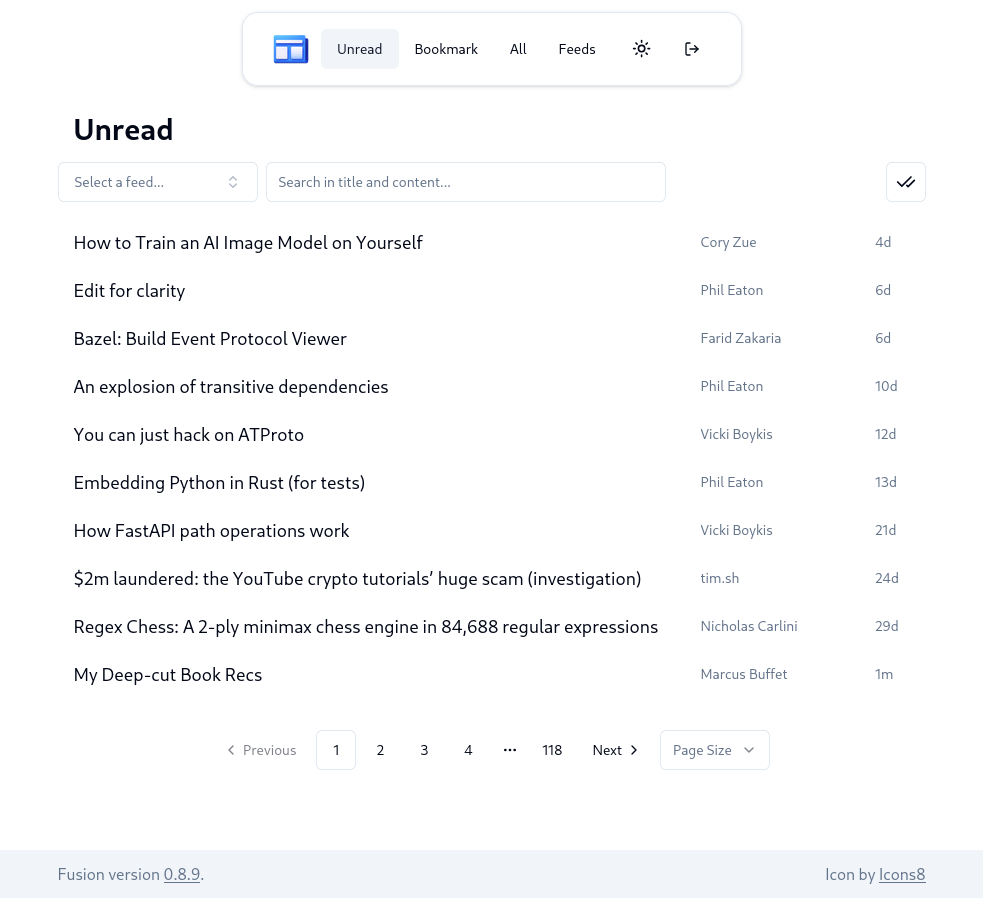 Unread Bookmark All Feeds
Unread
Select a feed... Search in title and content...
How to Train an AI Image Model on Yourself Cory Zue 4d
Edit for clarity Phil Eaton 6d
Bazel: Build Event Protocol Viewer Farid Zakaria 6d
An explosion of transitive dependencies Phil Eaton 10d
You can just hack on ATProto Vicki Boykis 12d
Embedding Python in Rust (for tests) Phil Eaton 13d
How FastAPI path operations work Vicki Boykis 21d
$2m laundered: the YouTube crypto tutorials’ huge scam (investigation) tim.sh 24d
Regex Chess: A 2-ply minimax chess engine in 84,688 regular expressions Nicholas Carlini 29d
My Deep-cut Book Recs Marcus Buffet 1m
Previous 1 2 3 4 ... 118 Next Page Size
Fusion version 0.8.9. Icon by Icons8